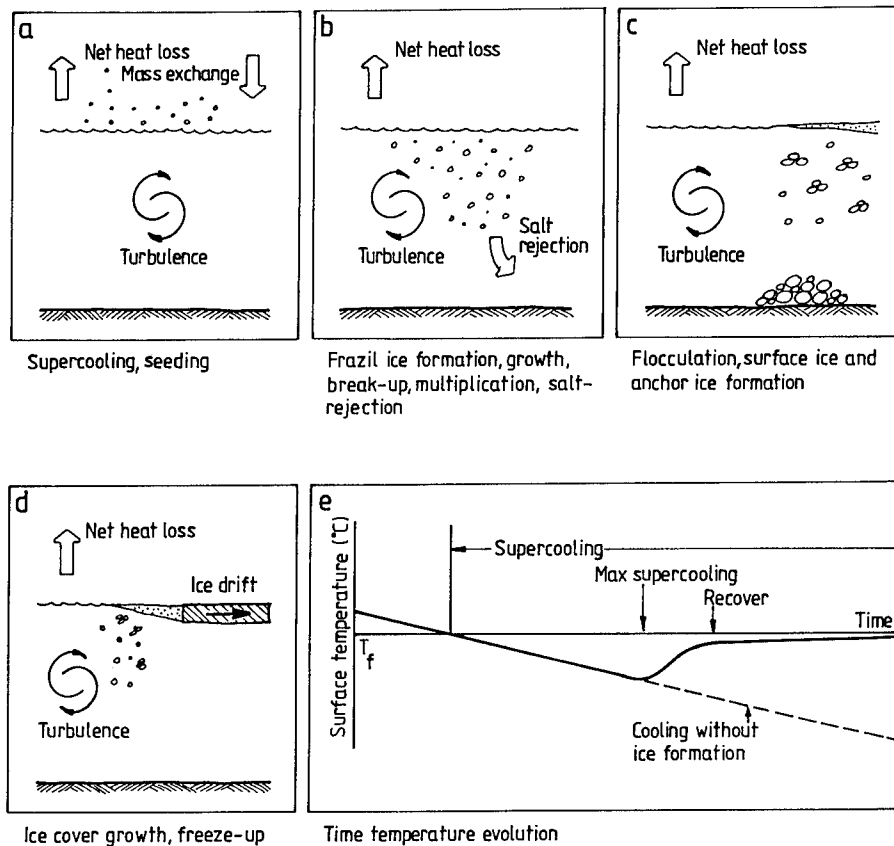 a
Net heat loss
Mass exchange
Turbulence
Supercooling, seeding
b
Net heat loss
Turbulence
Salt
rejection
Frazil ice formation, growth,
break-up, multiplication, salt-
rejection
c
Net heat loss
Turbulence
Flocculation, surface ice and
anchor ice formation
d
Net heat loss
Ice drift
Turbulence
Ice cover growth, freeze-up
e
Surface temperature (°C)
Supercooling
Max supercooling
Recover
Time
Tf
Cooling without
ice formation
Time temperature evolution